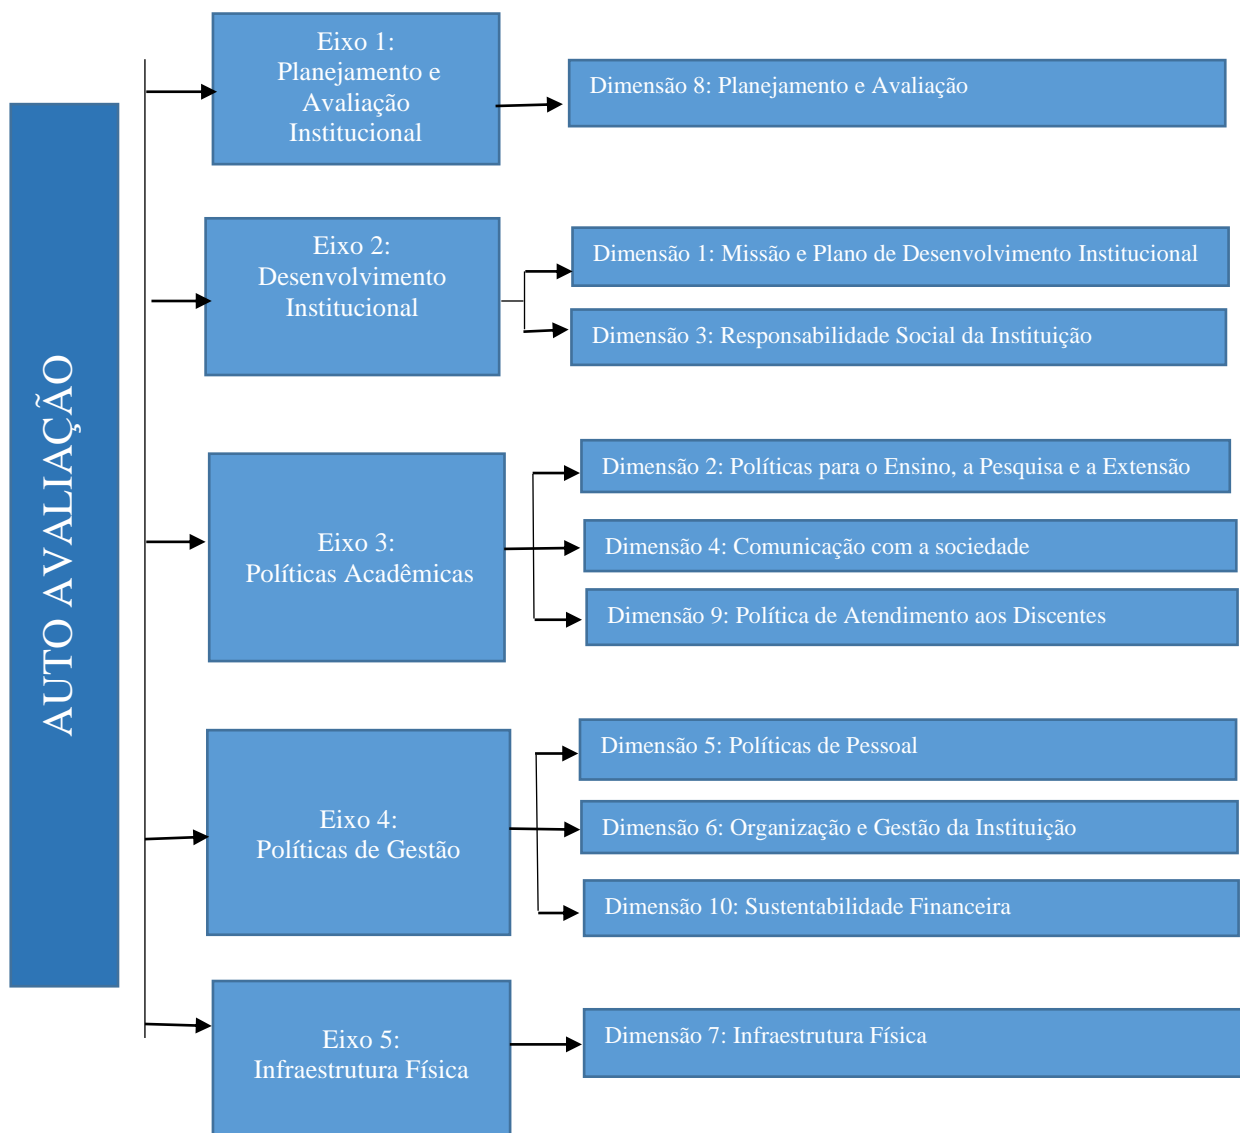 AUTO AVALIAÇÃO
Eixo 1:
Planejamento e
Avaliação
Institucional
Dimensão 8: Planejamento e Avaliação
Eixo 2:
Desenvolvimento
Institucional
Dimensão 1: Missão e Plano de Desenvolvimento Institucional
Dimensão 3: Responsabilidade Social da Instituição
Eixo 3:
Políticas Acadêmicas
Dimensão 2: Políticas para o Ensino, a Pesquisa e a Extensão
Dimensão 4: Comunicação com a sociedade
Dimensão 9: Política de Atendimento aos Discentes
Eixo 4:
Políticas de Gestão
Dimensão 5: Políticas de Pessoal
Dimensão 6: Organização e Gestão da Instituição
Dimensão 10: Sustentabilidade Financeira
Eixo 5:
Infraestrutura Física
Dimensão 7: Infraestrutura Física